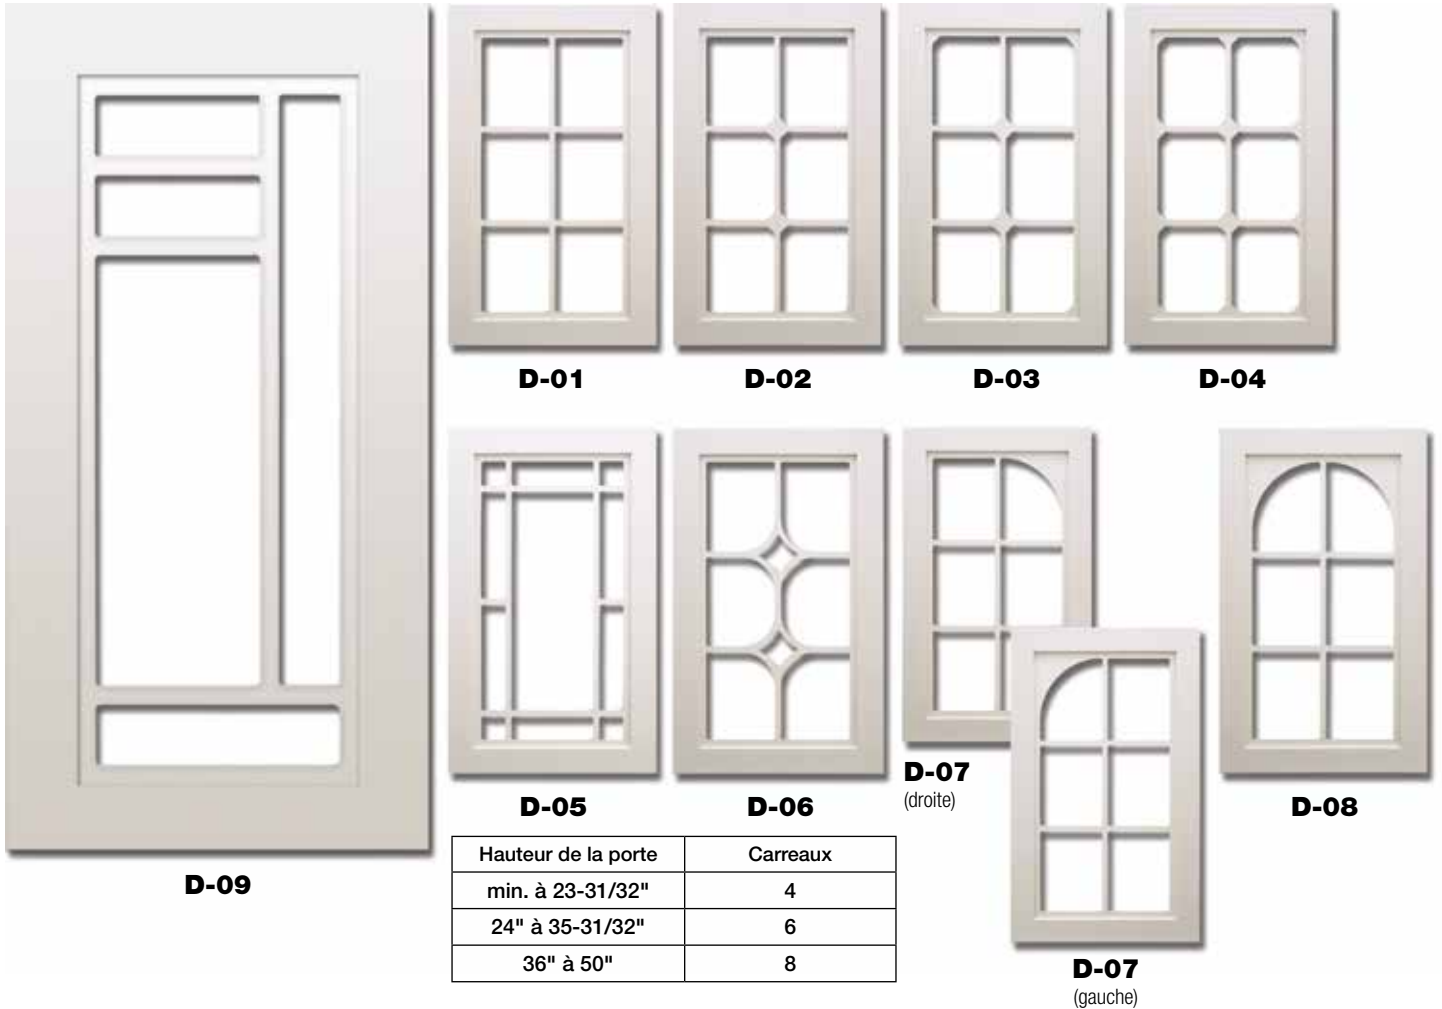 D-01
D-02
D-03
D-04
D-05
D-06
D-07
(droite)
D-08
D-09
Hauteur de la porte Carreaux
min. à 23-31/32" 4
24" à 35-31/32" 6
36" à 50" 8
D-07
(gauche)